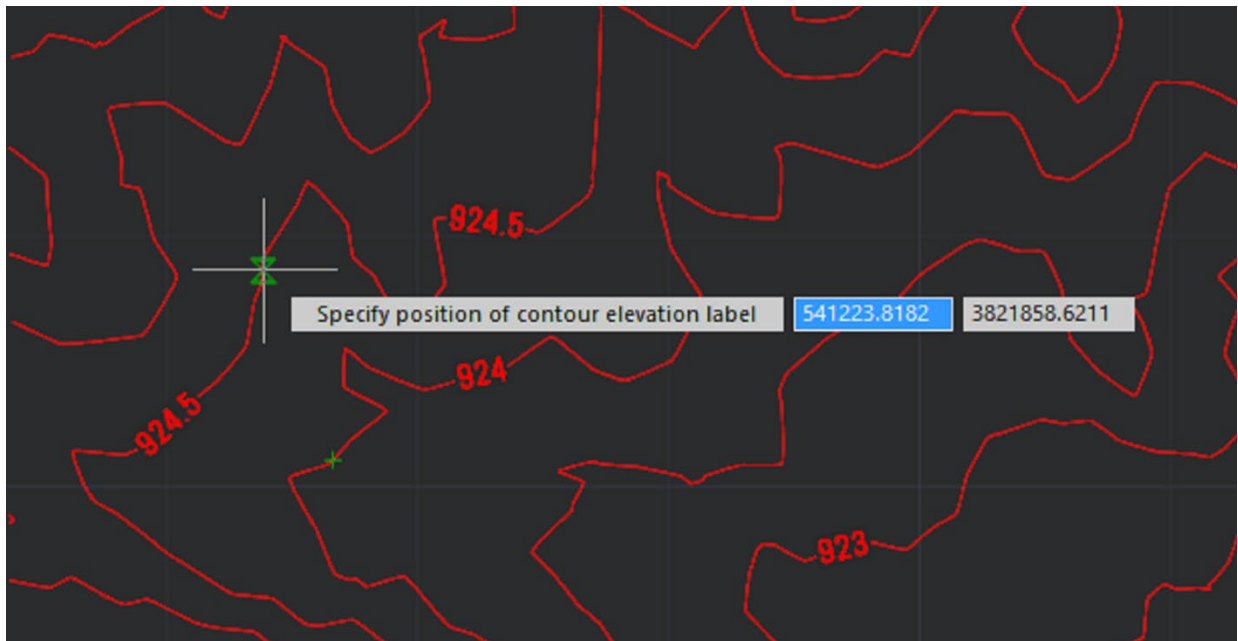 924.5
Specify position of contour elevation label 541223.8182 3821858.6211
924
924.5
923